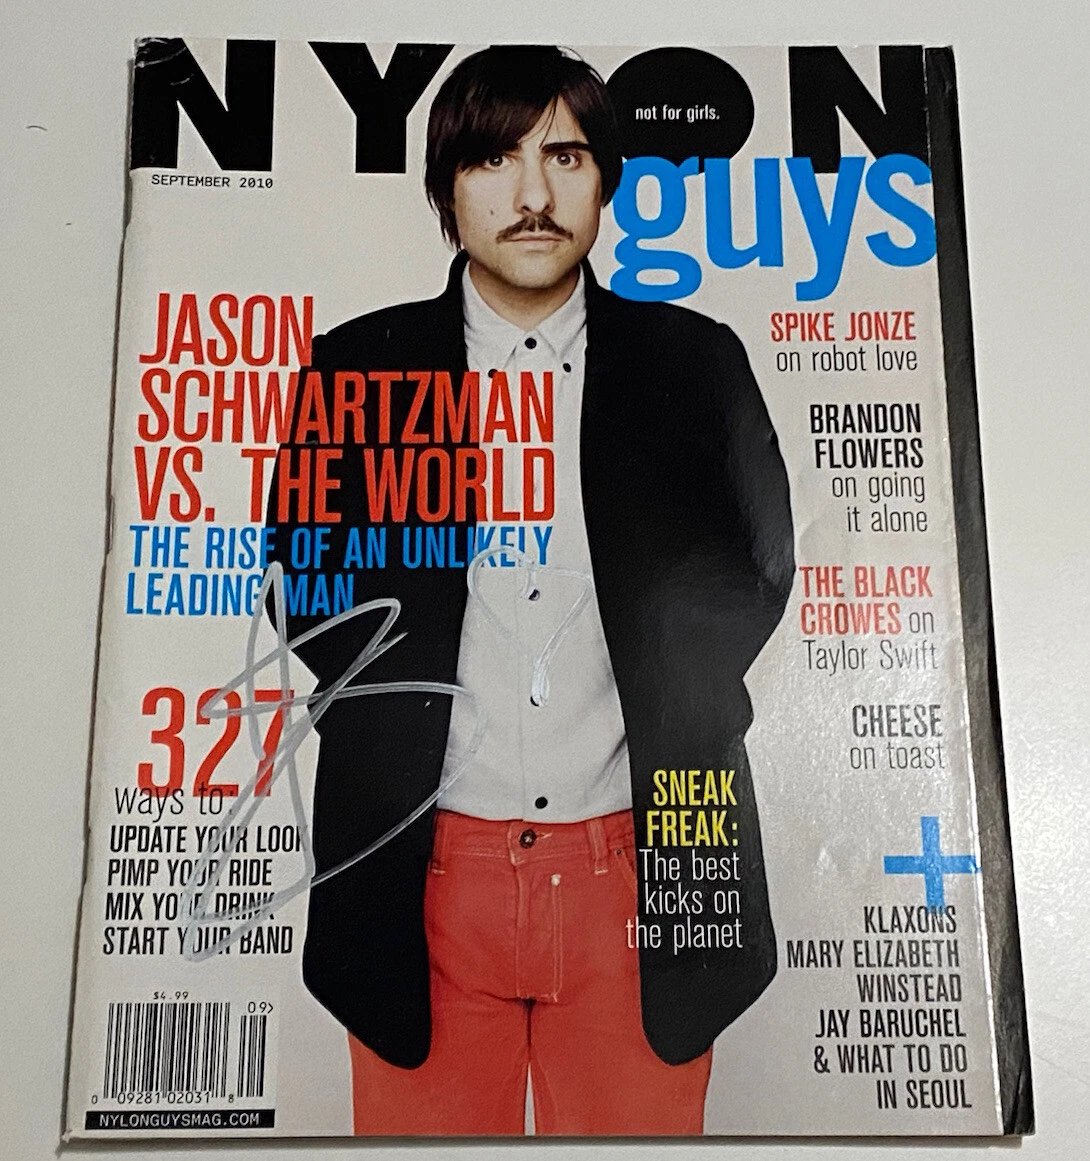 NYLON
not for girls.
guys
SEPTEMBER 2010
JASON
SCHWARTZMAN
VS. THE WORLD
THE RISE OF AN UNLIKELY
LEADING MAN
327
ways to:
UPDATE YOUR LOOK
PIMP YOUR RIDE
MIX YOUR DRINK
START YOUR BAND
SPIKE JONZE
on robot love
BRANDON
FLOWERS
on going
it alone
THE BLACK
CROWES on
Taylor Swift
CHEESE
on toast
SNEAK
FREAK:
The best
kicks on
the planet
+
KLAXONS
MARY ELIZABETH
WINSTEAD
JAY BARUCHEL
& WHAT TO DO
IN SEOUL
$4.99
09>
0 09281 02031 8
NYLONGUYSMAG.COM